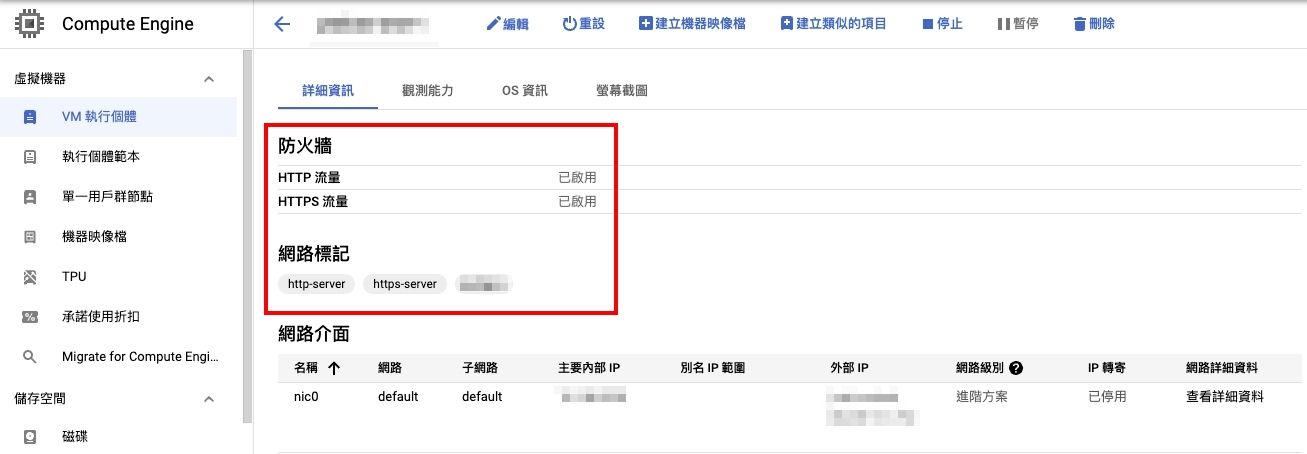 Compute Engine
編輯 重設 建立機器映像檔 建立類似的項目 停止 暫停 刪除
虛擬機器
VM 執行個體
執行個體範本
單一用戶群節點
機器映像檔
TPU
承諾使用折扣
Migrate for Compute Engi...
儲存空間
磁碟
詳細資訊 觀測能力 OS 資訊 螢幕截圖
防火牆
HTTP 流量 已啟用
HTTPS 流量 已啟用
網路標記
http-server https-server
網路介面
名稱 網路 子網路 主要內部 IP 別名 IP 範圍 外部 IP 網路級別 IP 轉寄 網路詳細資料
nic0 default default 進階方案 已停用 查看詳細資料